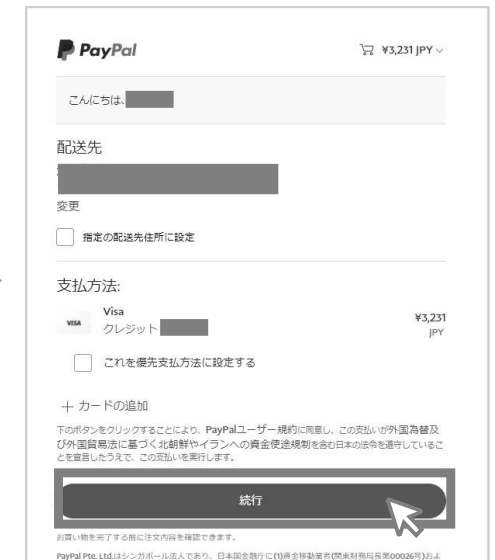 PayPal
¥3,231 JPY
こんにちは、
配送先
変更
指定の配送先住所に設定
支払方法:
VISA
Visa
クレジット
¥3,231
JPY
これを優先支払方法に設定する
+ カードの追加
下のボタンをクリックすることにより、PayPalユーザー規約に同意し、この支払いが外国為替及
び外国貿易法に基づく北朝鮮やイランへの資金使途規制を含む日本の法令を遵守しているこ
とを宣言したうえで、この支払いを実行します。
続行
お買い物を完了する前に注文内容を確認できます。
PayPal Pte. Ltd.はシンガポール法人であり、日本国金融庁に(1)資金移動業者(関東財務局長第00026号)およ